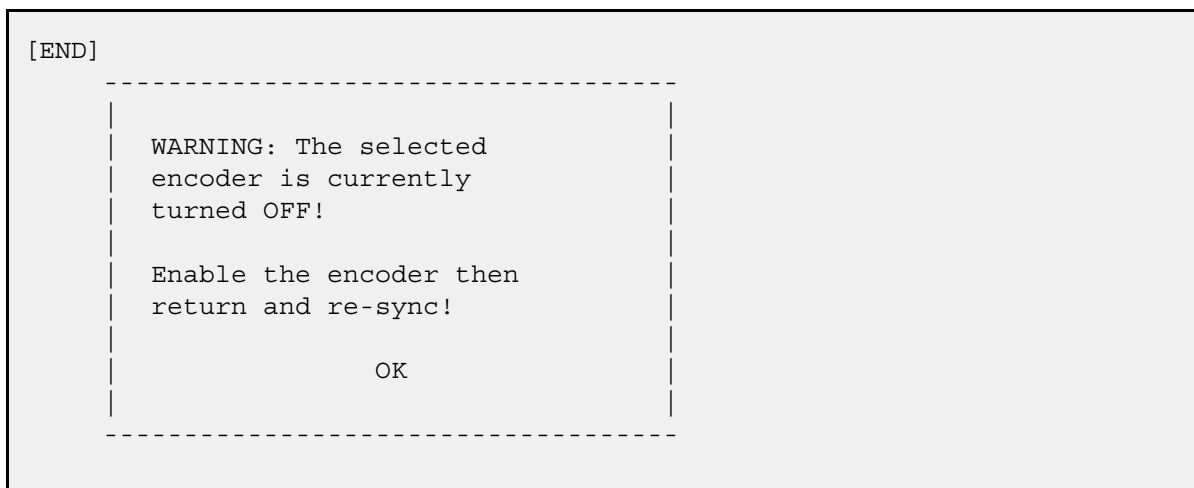 [END]
------------------------------------
WARNING: The selected
encoder is currently
turned OFF!
Enable the encoder then
return and re-sync!
OK
------------------------------------